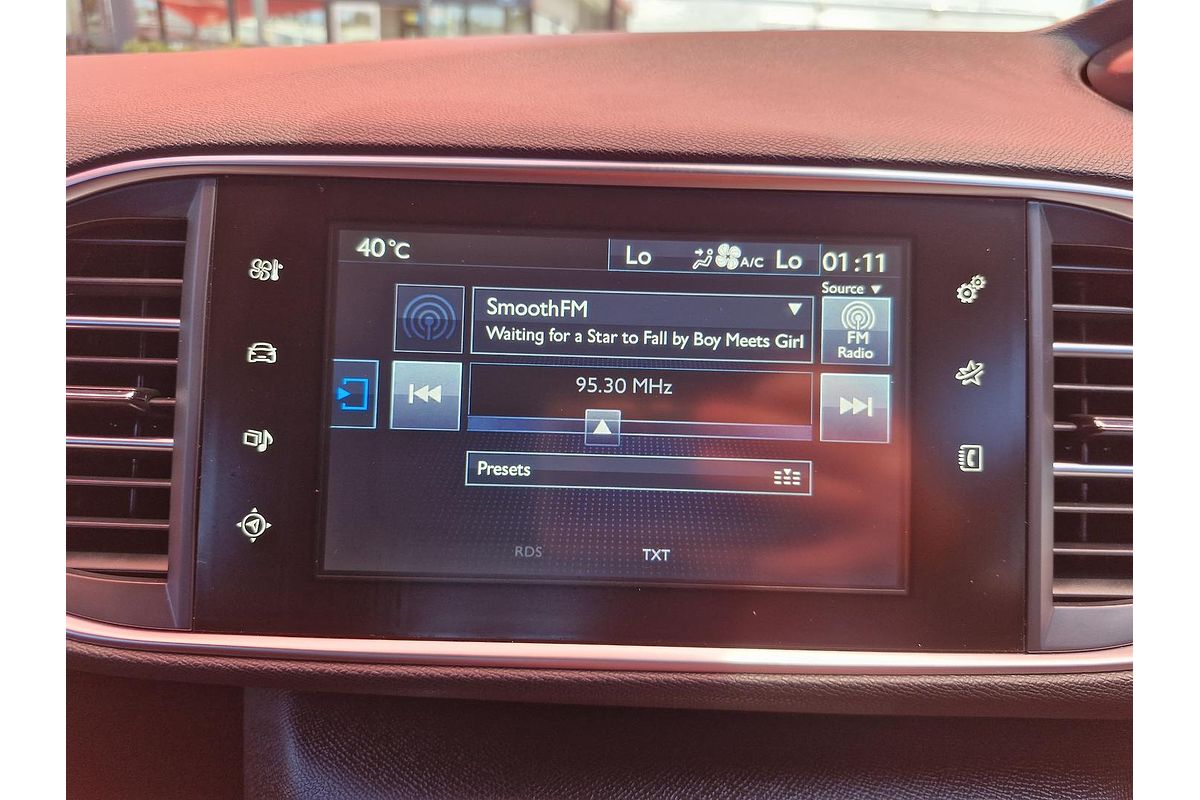 40°C
Lo A/C Lo 01:11
Source
SmoothFM
Waiting for a Star to Fall by Boy Meets Girl
FM
Radio
95.30 MHz
Presets
RDS TXT